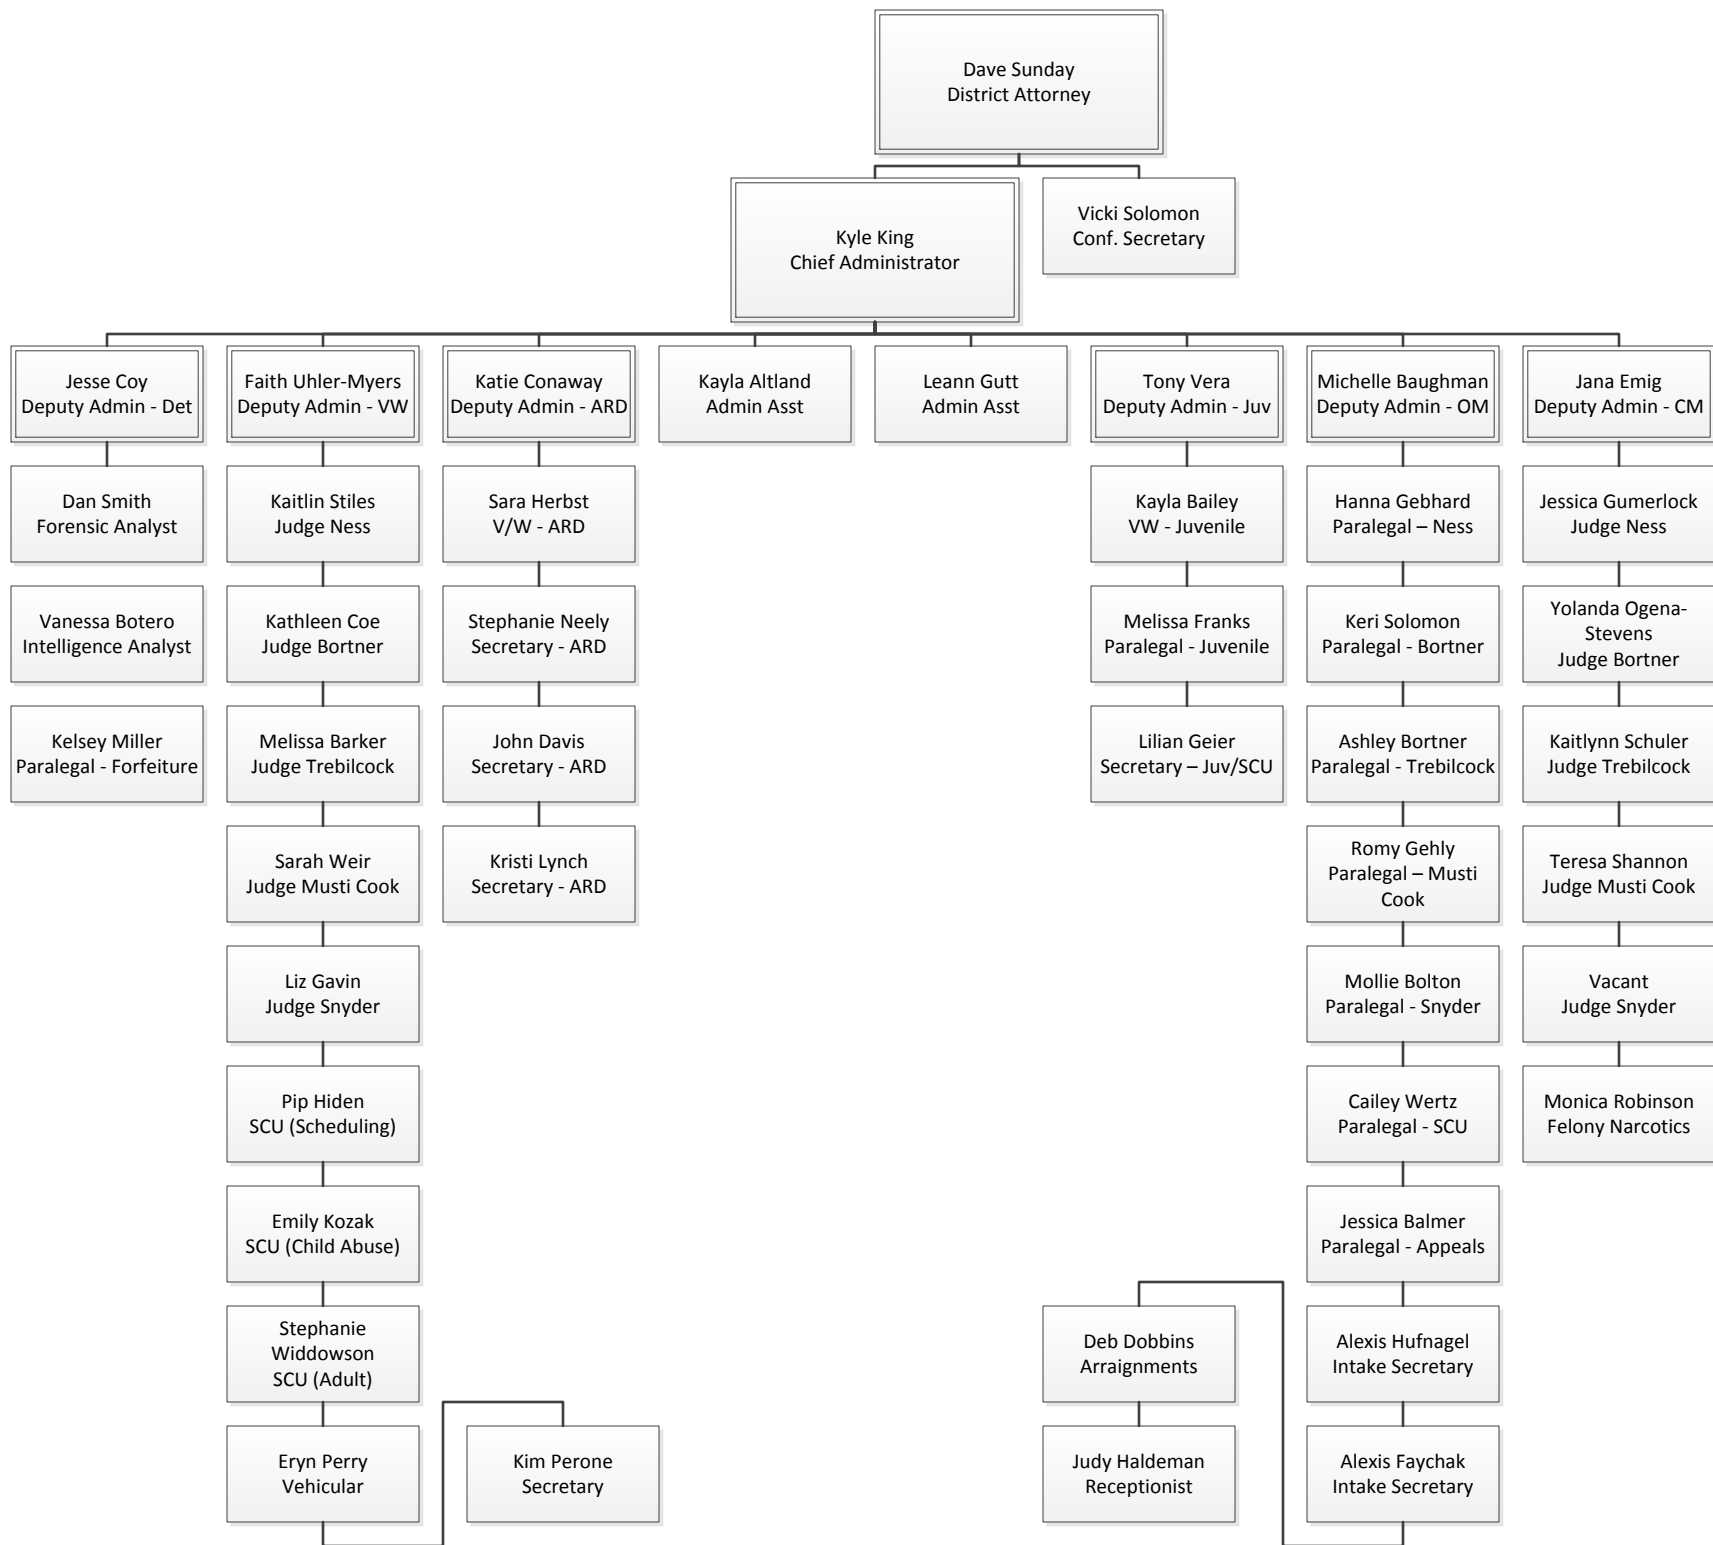 Dave Sunday
District Attorney
Kyle King
Chief Administrator
Vicki Solomon
Conf. Secretary
Jesse Coy
Deputy Admin - Det
Faith Uhler-Myers
Deputy Admin - VW
Katie Conaway
Deputy Admin - ARD
Kayla Altland
Admin Asst
Leann Gutt
Admin Asst
Tony Vera
Deputy Admin - Juv
Michelle Baughman
Deputy Admin - OM
Jana Emig
Deputy Admin - CM
Dan Smith
Forensic Analyst
Kaitlin Stiles
Judge Ness
Sara Herbst
V/W - ARD
Kayla Bailey
VW - Juvenile
Hanna Gebhard
Paralegal – Ness
Jessica Gumerlock
Judge Ness
Vanessa Botero
Intelligence Analyst
Kathleen Coe
Judge Bortner
Stephanie Neely
Secretary - ARD
Melissa Franks
Paralegal - Juvenile
Keri Solomon
Paralegal - Bortner
Yolanda Ogena-
Stevens
Judge Bortner
Kelsey Miller
Paralegal - Forfeiture
Melissa Barker
Judge Trebilcock
John Davis
Secretary - ARD
Lilian Geier
Secretary – Juv/SCU
Ashley Bortner
Paralegal - Trebilcock
Kaitlynn Schuler
Judge Trebilcock
Sarah Weir
Judge Musti Cook
Kristi Lynch
Secretary - ARD
Romy Gehly
Paralegal – Musti
Cook
Teresa Shannon
Judge Musti Cook
Liz Gavin
Judge Snyder
Mollie Bolton
Paralegal - Snyder
Vacant
Judge Snyder
Pip Hiden
SCU (Scheduling)
Cailey Wertz
Paralegal - SCU
Monica Robinson
Felony Narcotics
Emily Kozak
SCU (Child Abuse)
Jessica Balmer
Paralegal - Appeals
Stephanie
Widdowson
SCU (Adult)
Deb Dobbins
Arraignments
Alexis Hufnagel
Intake Secretary
Eryn Perry
Vehicular
Kim Perone
Secretary
Judy Haldeman
Receptionist
Alexis Faychak
Intake Secretary